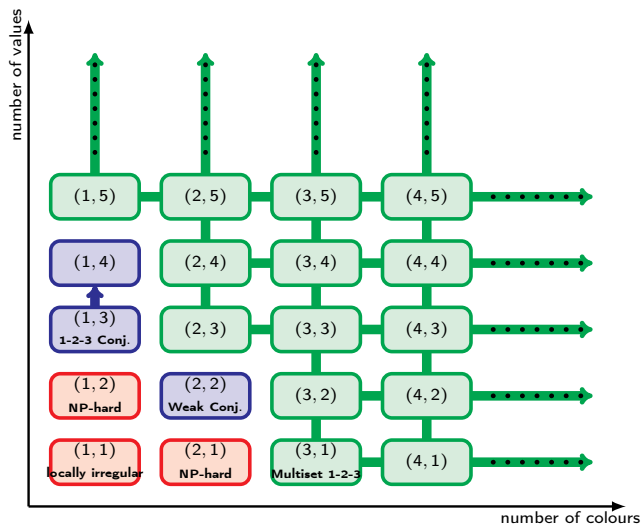 number of values
(1, 5)
(2, 5)
(3, 5)
(4, 5)
(1, 4)
(2, 4)
(3, 4)
(4, 4)
(1, 3)
1-2-3 Conj.
(2, 3)
(3, 3)
(4, 3)
(1, 2)
NP-hard
(2, 2)
Weak Conj.
(3, 2)
(4, 2)
(1, 1)
locally irregular
(2, 1)
NP-hard
(3, 1)
Multiset 1-2-3
(4, 1)
number of colours